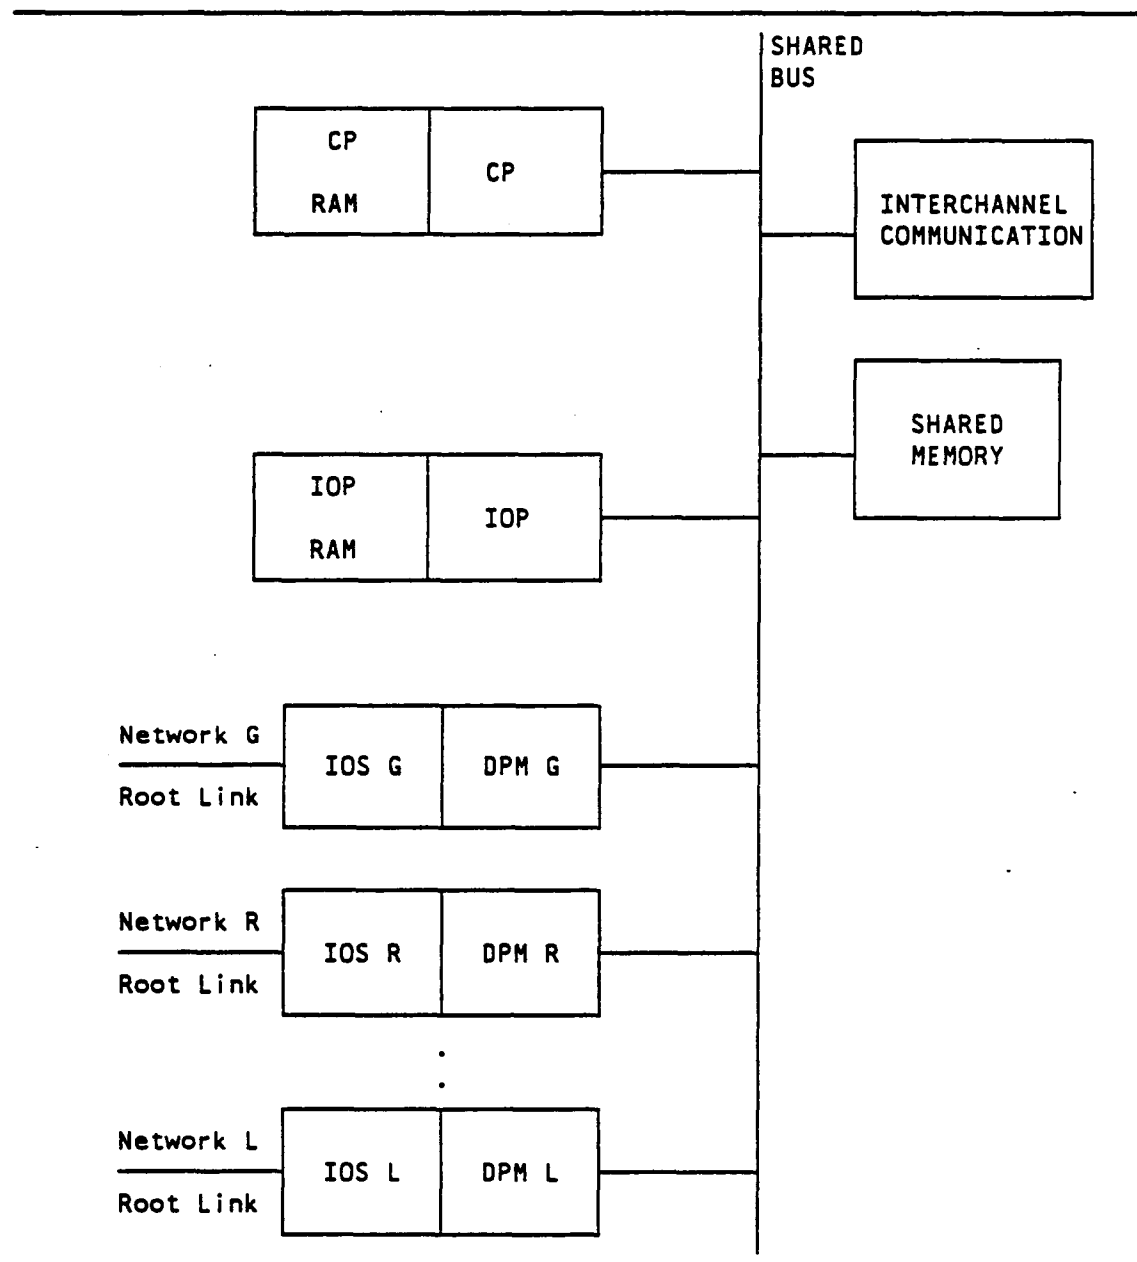 SHARED
BUS
CP
RAM
CP
INTERCHANNEL
COMMUNICATION
SHARED
MEMORY
IOP
RAM
IOP
Network G
Root Link
IOS G
DPM G
Network R
Root Link
IOS R
DPM R
Network L
Root Link
IOS L
DPM L